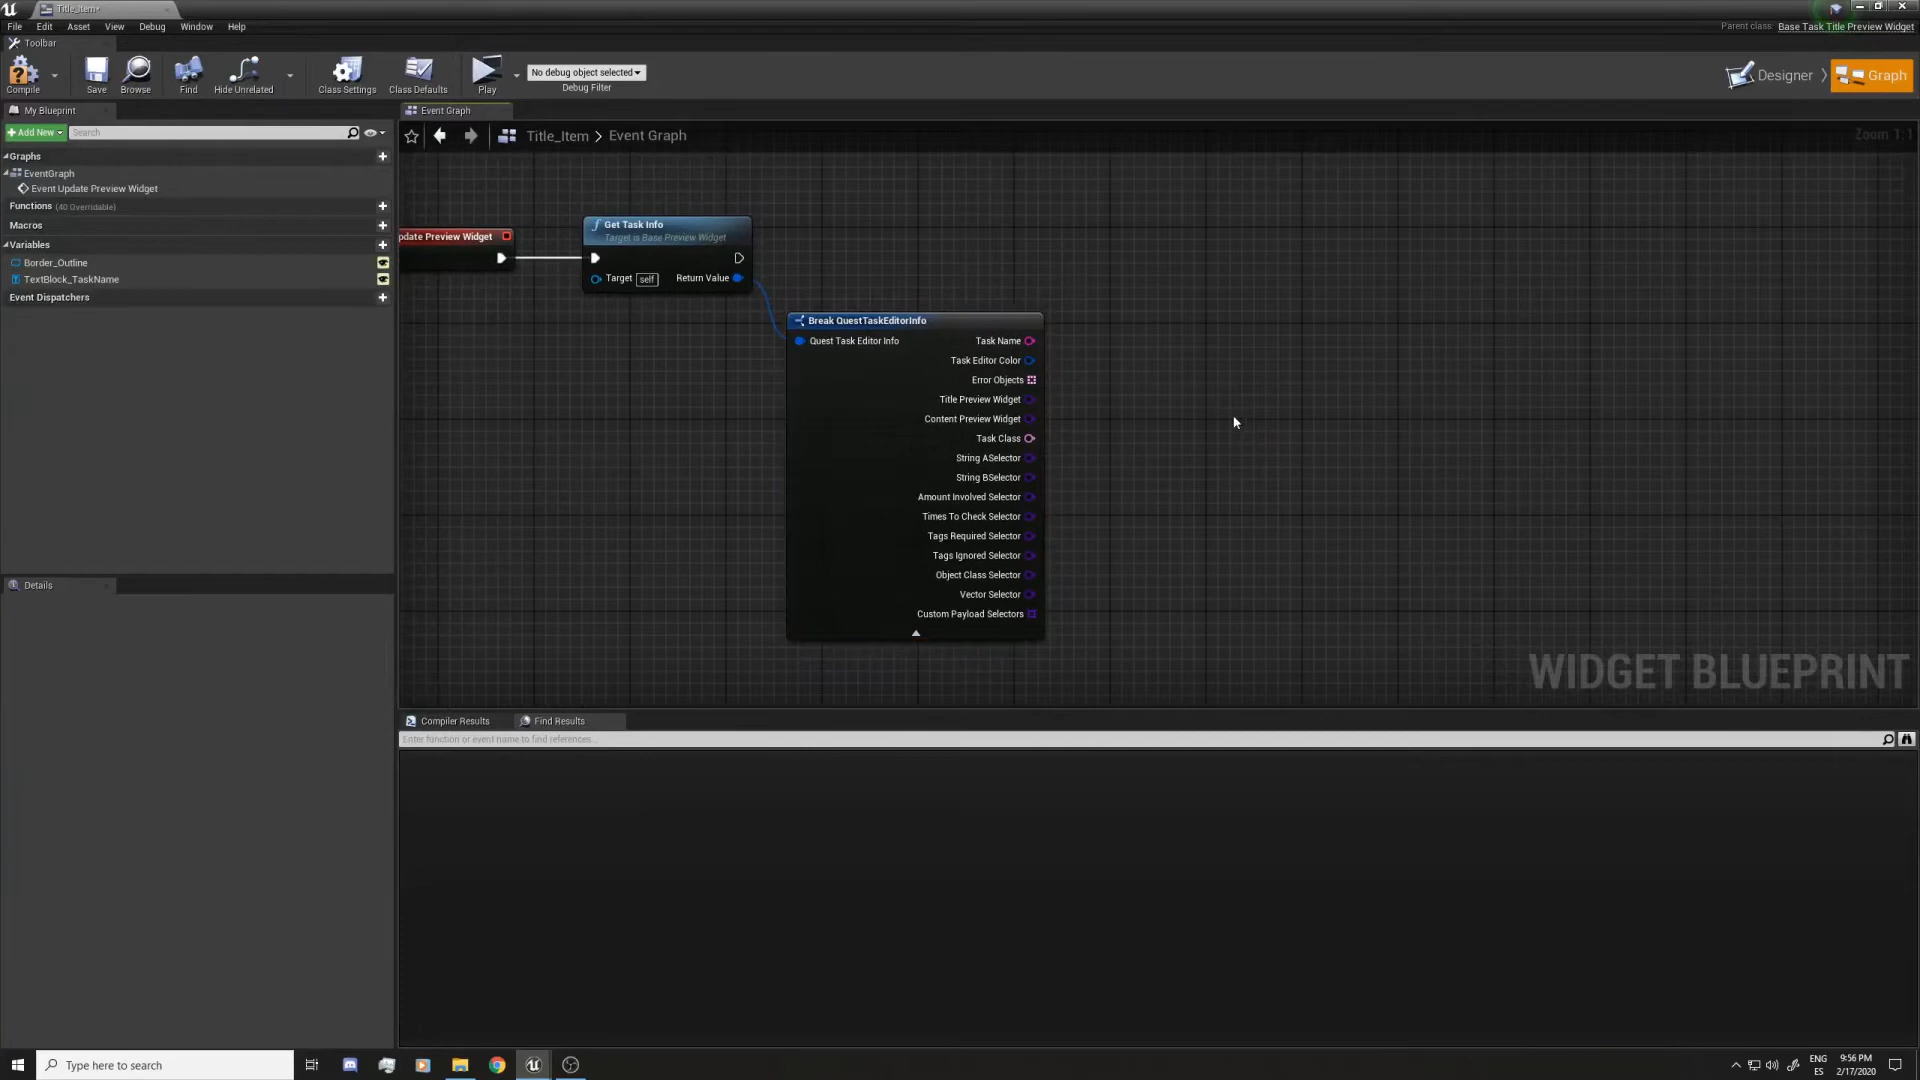 Title_Item*
File Edit Asset View Debug Window Help
Parent class: Base Task Title Preview Widget
Toolbar
Compile
Save
Browse
Find
Hide Unrelated
Class Settings
Class Defaults
Play
No debug object selected
Debug Filter
Designer
Graph
My Blueprint
Event Graph
+Add New
Search
Title_Item > Event Graph
Zoom 1:1
Graphs
EventGraph
Event Update Preview Widget
Functions (40 Overridable)
Macros
Variables
Border_Outline
TextBlock_TaskName
Event Dispatchers
pdate Preview Widget
Get Task Info
Target is Base Preview Widget
Target self
Return Value
Break QuestTaskEditorInfo
Quest Task Editor Info
Task Name
Task Editor Color
Error Objects
Title Preview Widget
Content Preview Widget
Task Class
String ASelector
String BSelector
Amount Involved Selector
Times To Check Selector
Tags Required Selector
Tags Ignored Selector
Object Class Selector
Vector Selector
Custom Payload Selectors
Details
WIDGET BLUEPRINT
Compiler Results
Find Results
Enter function or event name to find references...
Type here to search
ENG
ES
9:56 PM
2/17/2020